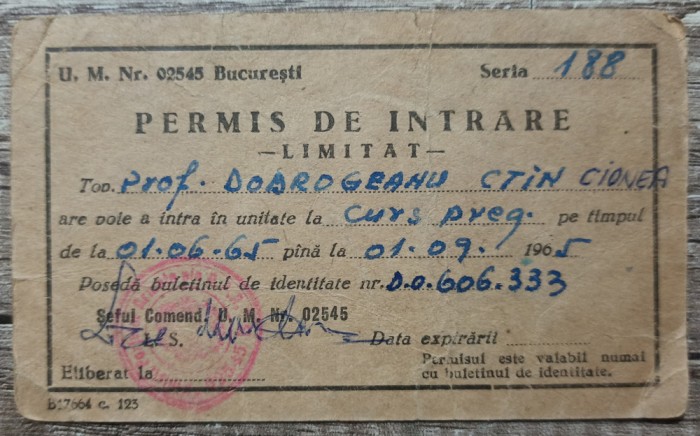 U. M. Nr. 02545 București Seria 188
PERMIS DE INTRARE
—LIMITAT—
Tov. Prof. DOBROGEANU CTIN CIONEA
are voie a intra în unitate la Curs preg. pe timpul
de la 01.06.65 pînă la 01.09. 1965
Posedă buletinul de identitate nr. D.O. 606.333
Șeful Comend. U. M. Nr. 02545
L. S. Data expirării
Permisul este valabil numai
Eliberat la cu buletinul de identitate.
B 17664 c. 123